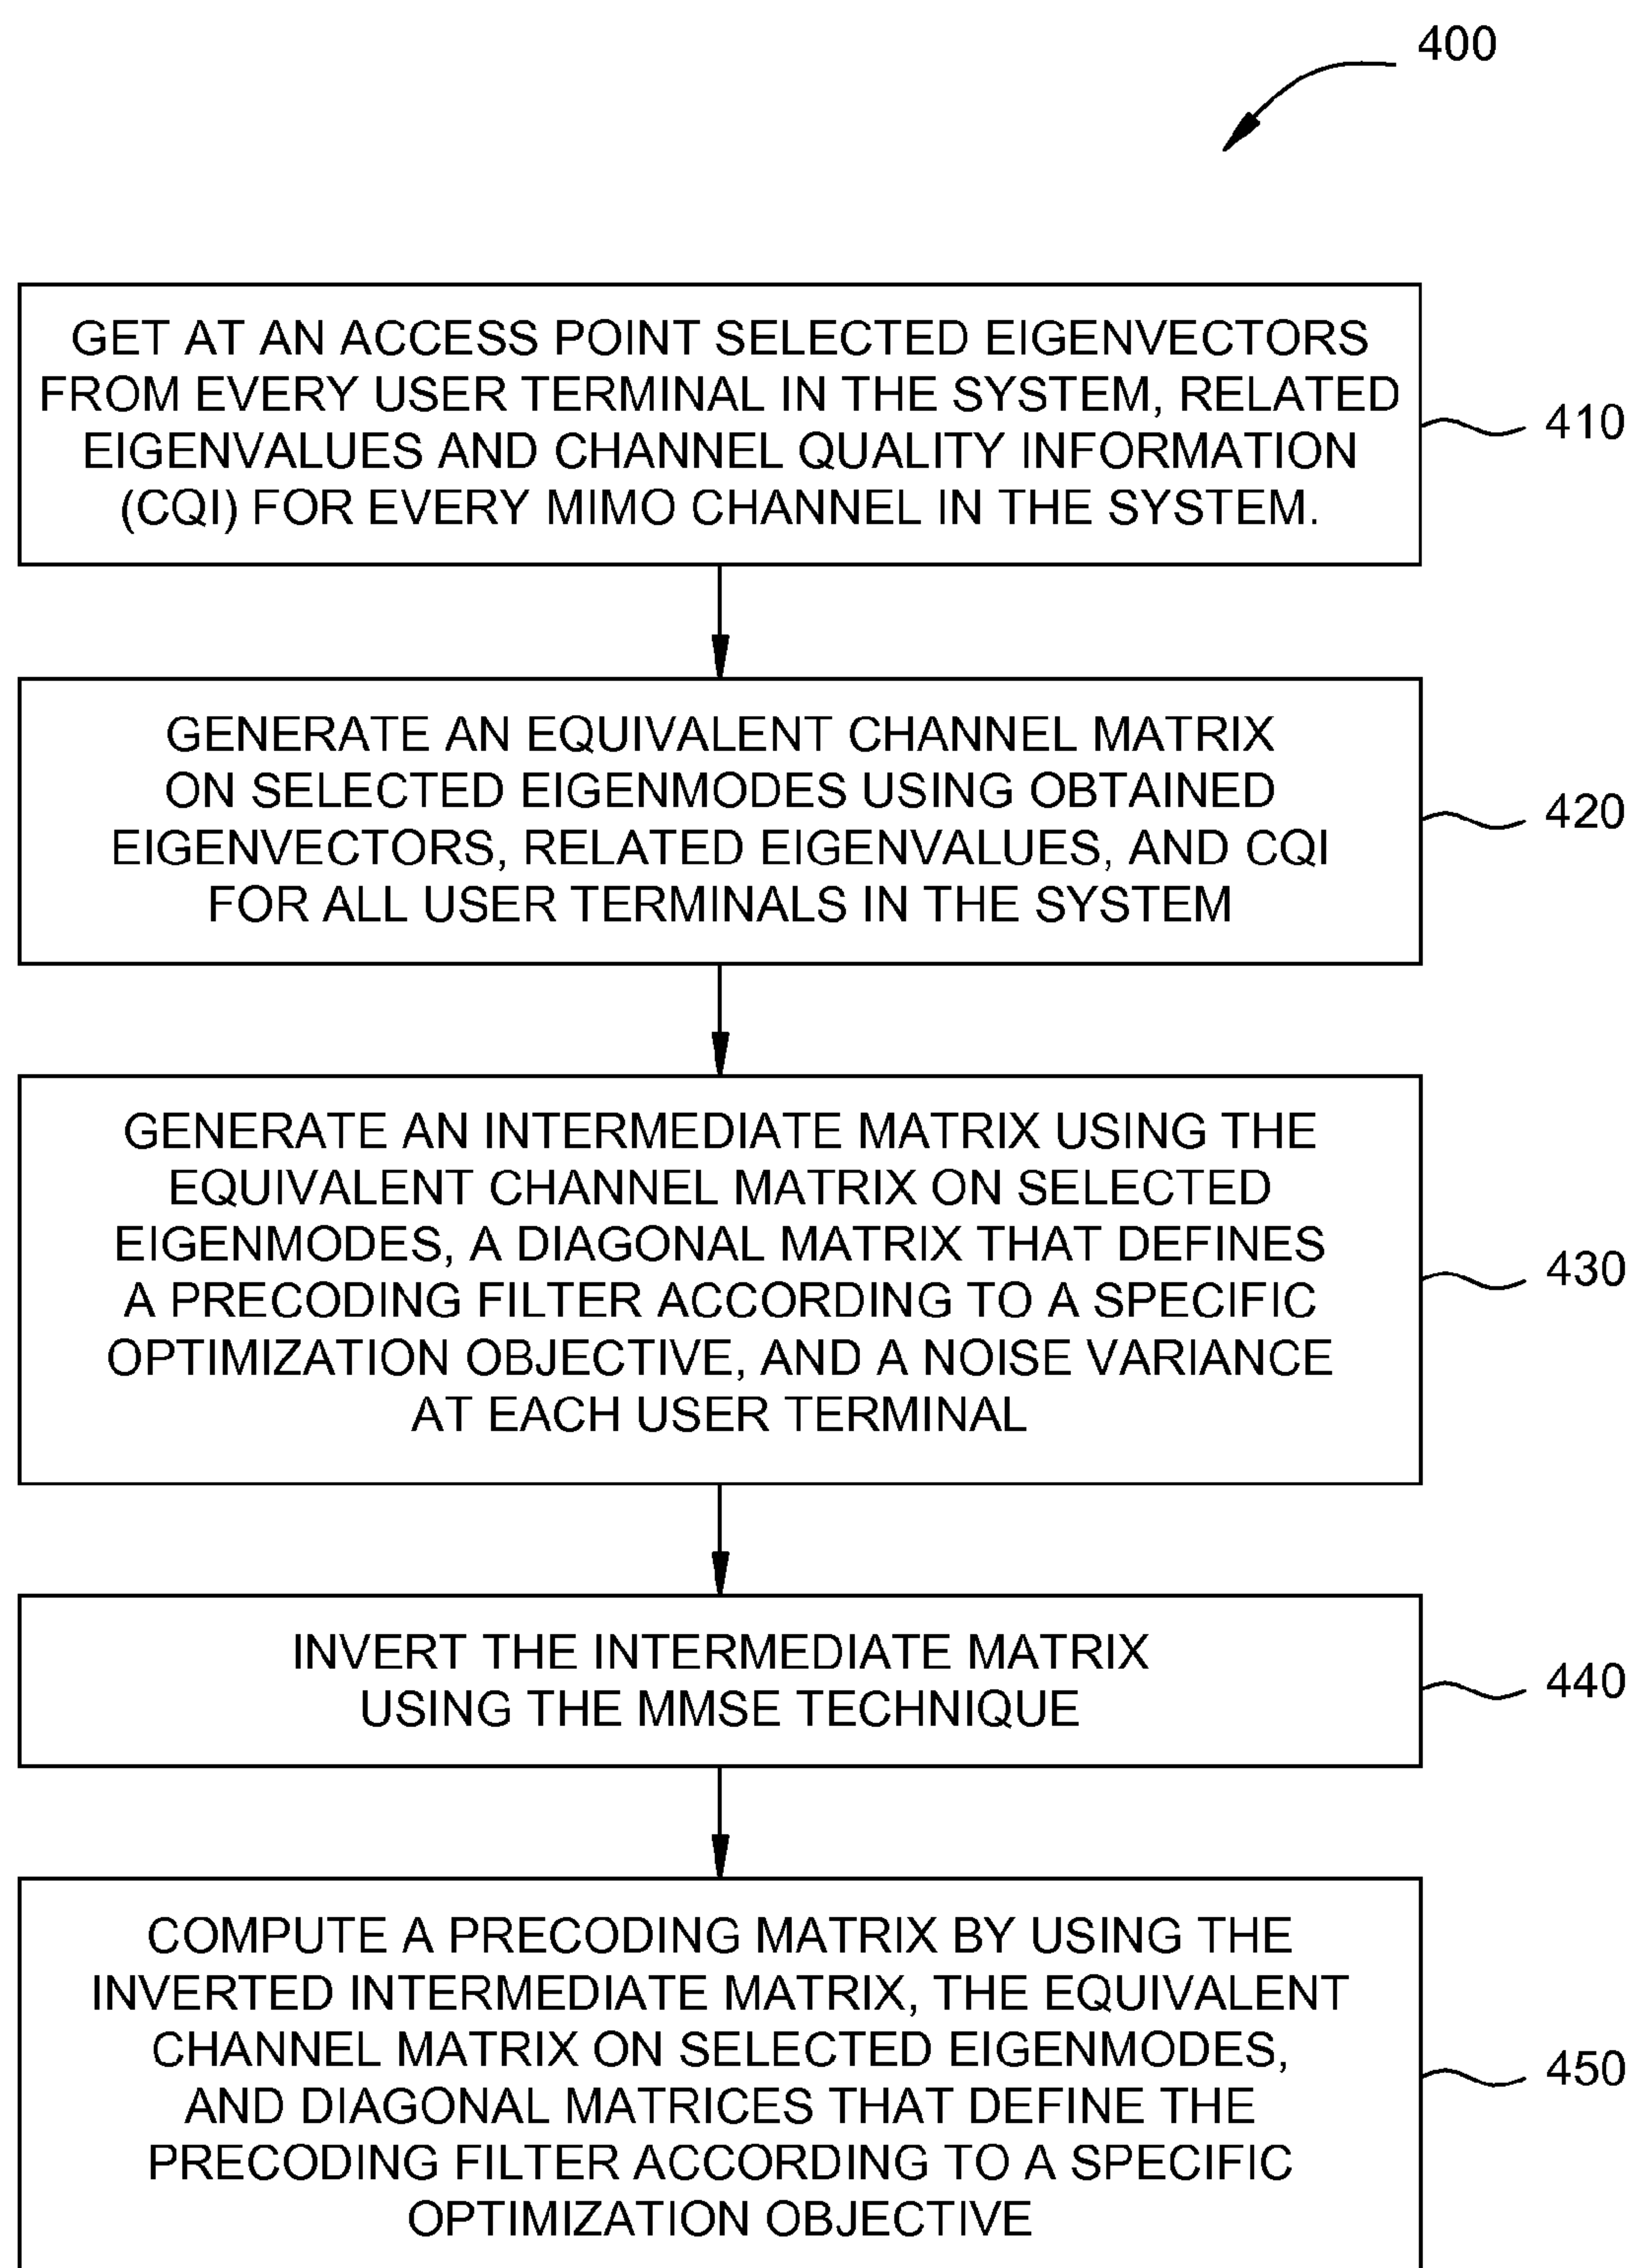 400
GET AT AN ACCESS POINT SELECTED EIGENVECTORS
FROM EVERY USER TERMINAL IN THE SYSTEM, RELATED
EIGENVALUES AND CHANNEL QUALITY INFORMATION
(CQI) FOR EVERY MIMO CHANNEL IN THE SYSTEM.
410
GENERATE AN EQUIVALENT CHANNEL MATRIX
ON SELECTED EIGENMODES USING OBTAINED
EIGENVECTORS, RELATED EIGENVALUES, AND CQI
FOR ALL USER TERMINALS IN THE SYSTEM
420
GENERATE AN INTERMEDIATE MATRIX USING THE
EQUIVALENT CHANNEL MATRIX ON SELECTED
EIGENMODES, A DIAGONAL MATRIX THAT DEFINES
A PRECODING FILTER ACCORDING TO A SPECIFIC
OPTIMIZATION OBJECTIVE, AND A NOISE VARIANCE
AT EACH USER TERMINAL
430
INVERT THE INTERMEDIATE MATRIX
USING THE MMSE TECHNIQUE
440
COMPUTE A PRECODING MATRIX BY USING THE
INVERTED INTERMEDIATE MATRIX, THE EQUIVALENT
CHANNEL MATRIX ON SELECTED EIGENMODES,
AND DIAGONAL MATRICES THAT DEFINE THE
PRECODING FILTER ACCORDING TO A SPECIFIC
OPTIMIZATION OBJECTIVE
450